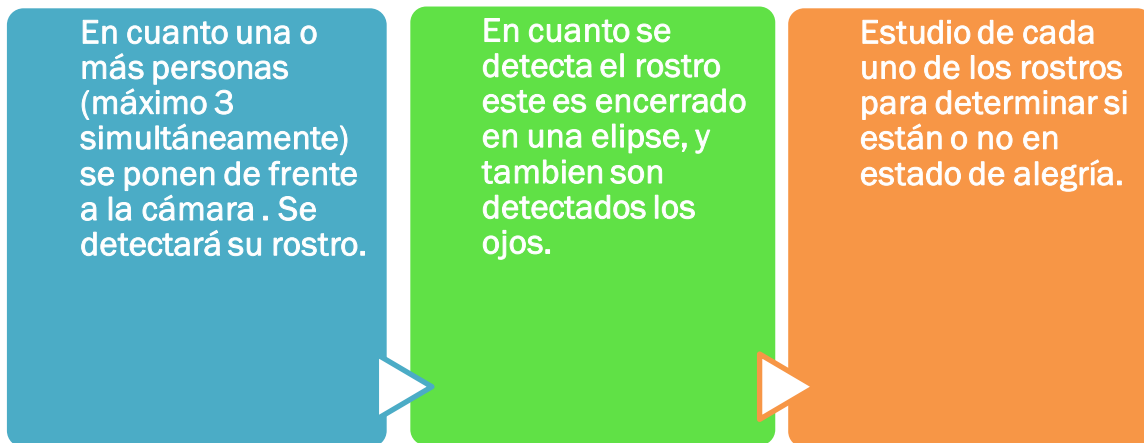 En cuanto una o
más personas
(máximo 3
simultáneamente)
se ponen de frente
a la cámara . Se
detectará su rostro.
En cuanto se
detecta el rostro
este es encerrado
en una elipse, y
tambien son
detectados los
ojos.
Estudio de cada
uno de los rostros
para determinar si
están o no en
estado de alegría.